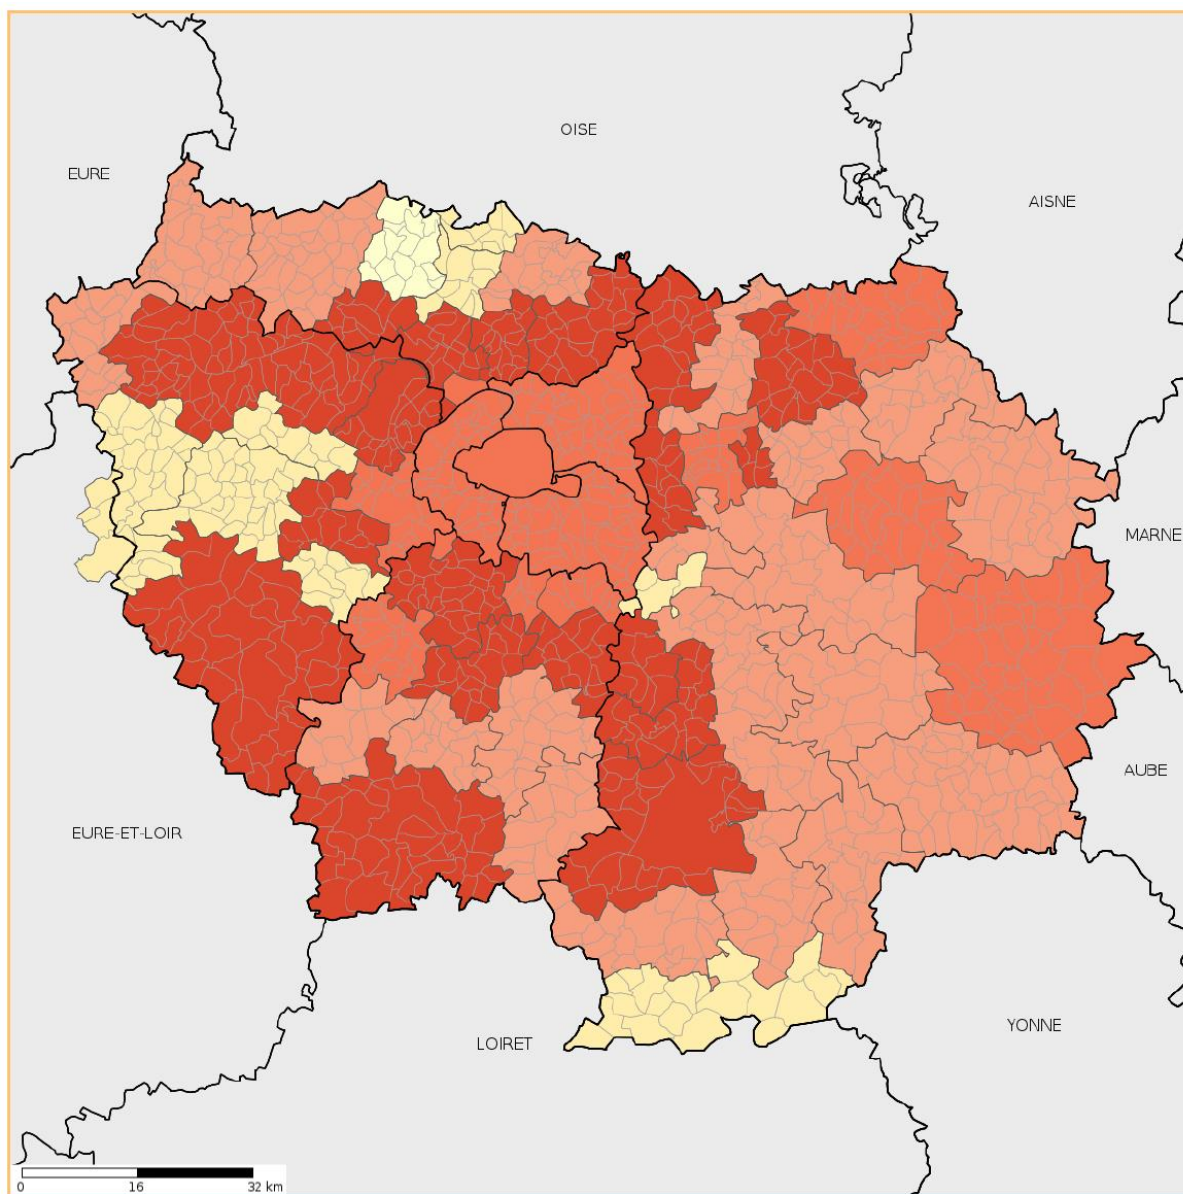 OISE
EURE
AISNE
MARNE
AUBE
EURE-ET-LOIR
YONNE
LOIRET
0 16 32 km